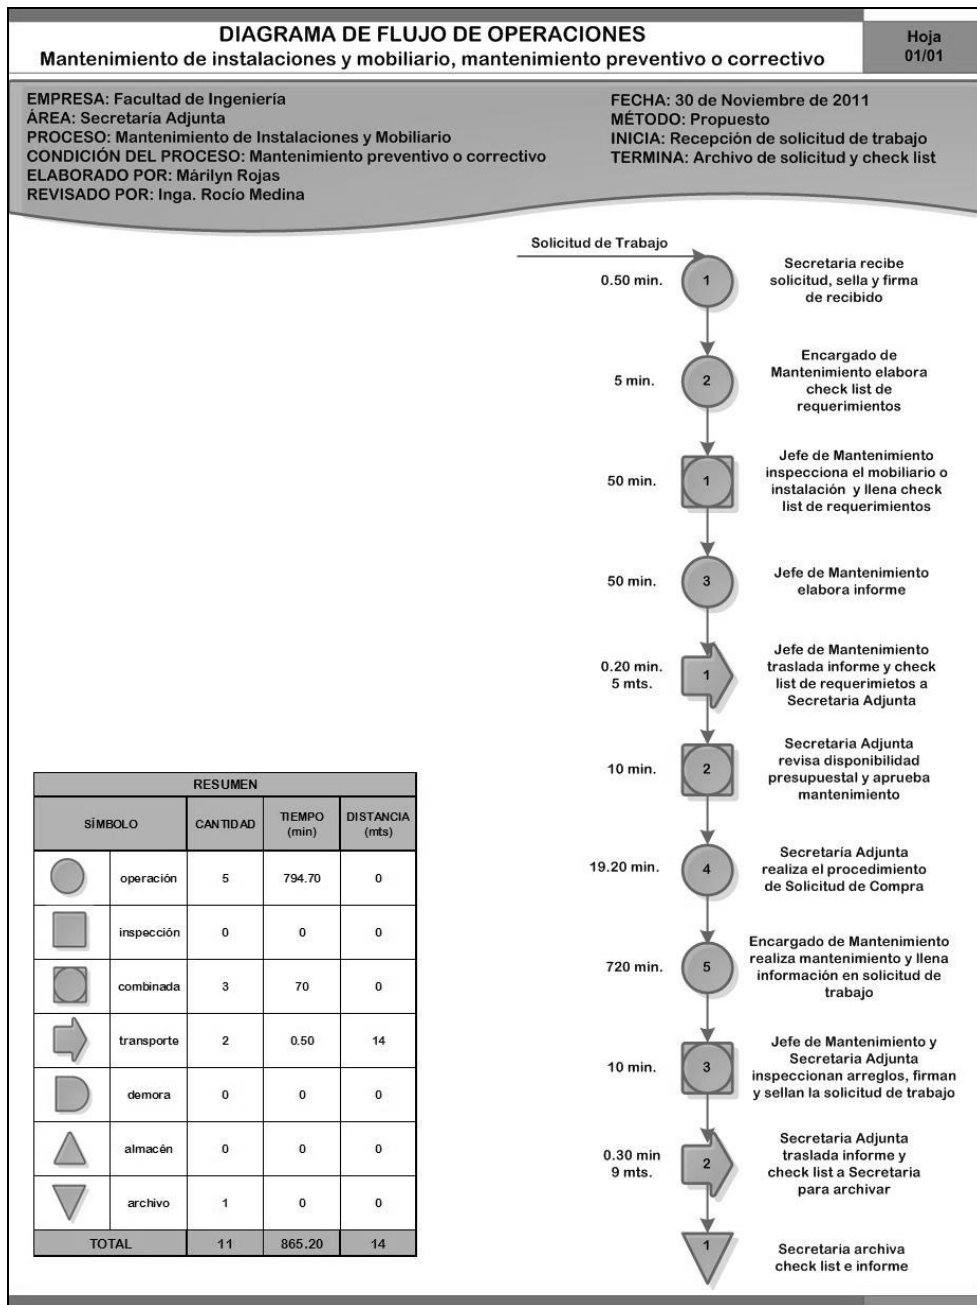 DIAGRAMA DE FLUJO DE OPERACIONES
Mantenimiento de instalaciones y mobiliario, mantenimiento preventivo o correctivo
Hoja
01/01
EMPRESA: Facultad de Ingeniería
ÁREA: Secretaría Adjunta
PROCESO: Mantenimiento de Instalaciones y Mobiliario
CONDICIÓN DEL PROCESO: Mantenimiento preventivo o correctivo
ELABORADO POR: Márilyn Rojas
REVISADO POR: Inga. Rocío Medina
FECHA: 30 de Noviembre de 2011
MÉTODO: Propuesto
INICIA: Recepción de solicitud de trabajo
TERMINA: Archivo de solicitud y check list
Solicitud de Trabajo
0.50 min.
1
Secretaria recibe
solicitud, sella y firma
de recibido
5 min.
2
Encargado de
Mantenimiento elabora
check list de
requerimientos
50 min.
1
Jefe de Mantenimiento
inspecciona el mobiliario o
instalación y llena check
list de requerimientos
50 min.
3
Jefe de Mantenimiento
elabora informe
0.20 min.
5 mts.
1
Jefe de Mantenimiento
traslada informe y check
list de requerimietos a
Secretaria Adjunta
10 min.
2
Secretaria Adjunta
revisa disponibilidad
presupuestal y aprueba
mantenimiento
19.20 min.
4
Secretaría Adjunta
realiza el procedimiento
de Solicitud de Compra
720 min.
5
Encargado de Mantenimiento
realiza mantenimiento y llena
información en solicitud de
trabajo
10 min.
3
Jefe de Mantenimiento y
Secretaria Adjunta
inspeccionan arreglos, firman
y sellan la solicitud de trabajo
0.30 min
9 mts.
2
Secretaria Adjunta
traslada informe y
check list a Secretaria
para archivar
1
Secretaria archiva
check list e informe
RESUMEN
SÍMBOLO CANTIDAD TIEMPO (min) DISTANCIA (mts)
operación 5 794.70 0
inspección 0 0 0
combinada 3 70 0
transporte 2 0.50 14
demora 0 0 0
almacén 0 0 0
archivo 1 0 0
TOTAL 11 865.20 14